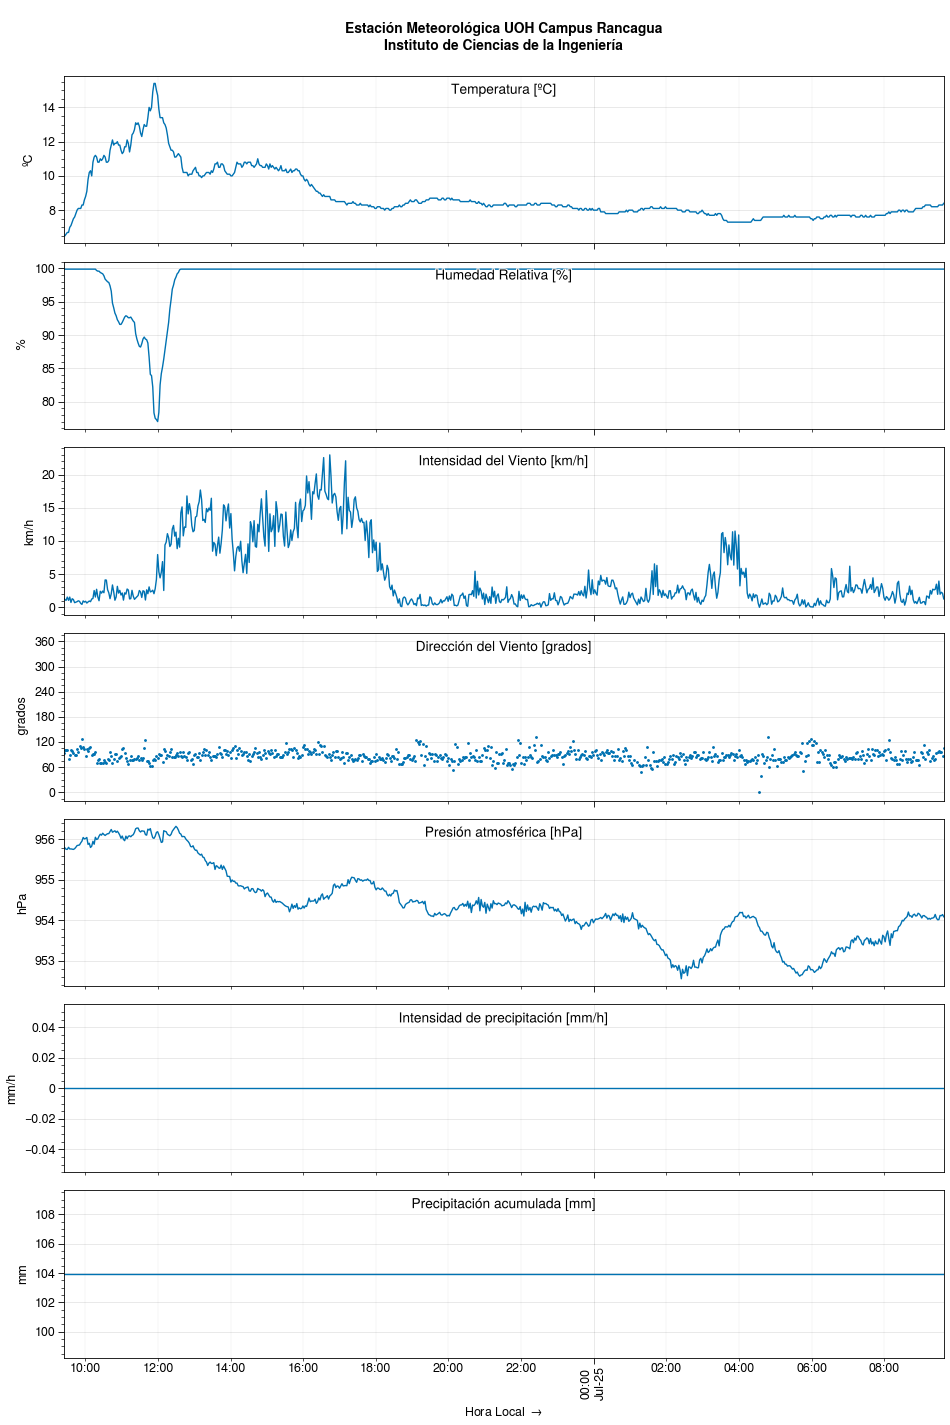 Estación Meteorológica UOH Campus Rancagua
Instituto de Ciencias de la Ingeniería
Temperatura [ºC]
14
12
10
8
ºC
Humedad Relativa [%]
100
95
90
85
80
%
Intensidad del Viento [km/h]
20
15
10
5
0
km/h
Dirección del Viento [grados]
360
300
240
180
120
60
0
grados
Presión atmosférica [hPa]
956
955
954
953
hPa
Intensidad de precipitación [mm/h]
0.04
0.02
0
−0.02
−0.04
mm/h
Precipitación acumulada [mm]
108
106
104
102
100
mm
10:00 12:00 14:00 16:00 18:00 20:00 22:00 00:00 02:00 04:00 06:00 08:00
Jul-25
Hora Local →